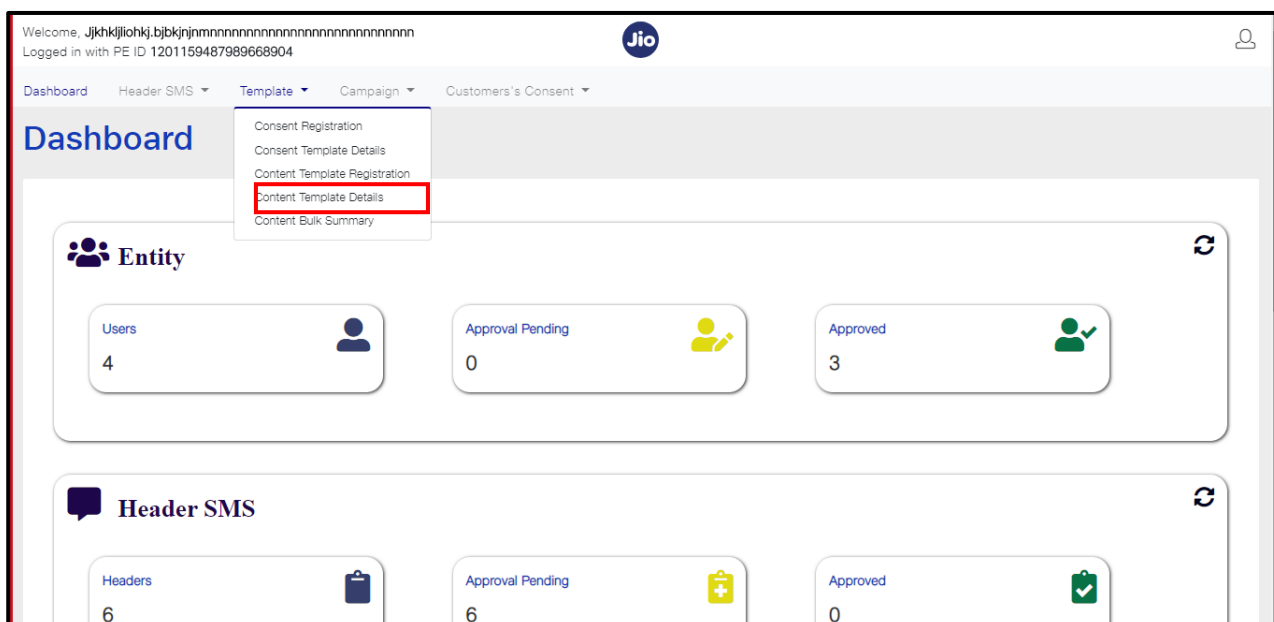 Welcome, Jjkhkljliohkj.bjbkjnjnmnnnnnnnnnnnnnnnnnnnnnnnnnnnnn
Logged in with PE ID 1201159487989668904
Jio
Dashboard Header SMS Template Campaign Customers's Consent
Dashboard
Consent Registration
Consent Template Details
Content Template Registration
Content Template Details
Content Bulk Summary
Entity
Users Approval Pending Approved
4 0 3
Header SMS
Headers Approval Pending Approved
6 6 0